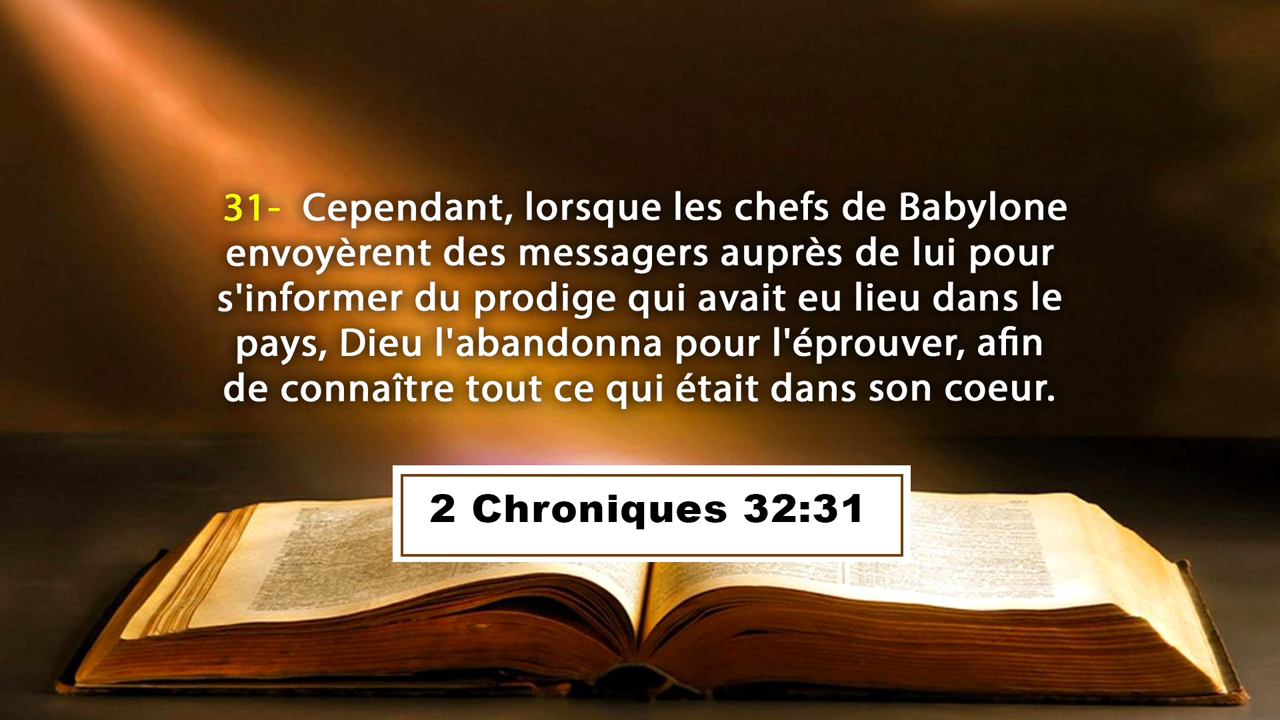 31- Cependant, lorsque les chefs de Babylone
envoyèrent des messagers auprès de lui pour
s'informer du prodige qui avait eu lieu dans le
pays, Dieu l'abandonna pour l'éprouver, afin
de connaître tout ce qui était dans son coeur.
2 Chroniques 32:31